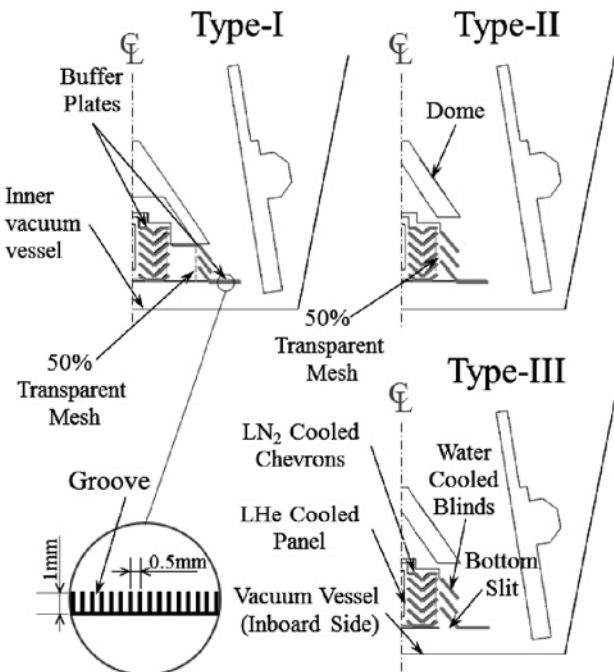 Type-I
℄
Buffer
Plates
Inner
vacuum
vessel
50%
Transparent
Mesh
Groove
1mm
0.5mm
Type-II
℄
Dome
50%
Transparent
Mesh
Type-III
℄
LN₂ Cooled
Chevrons
Water
Cooled
Blinds
LHe Cooled
Panel
Bottom
Slit
Vacuum Vessel
(Inboard Side)